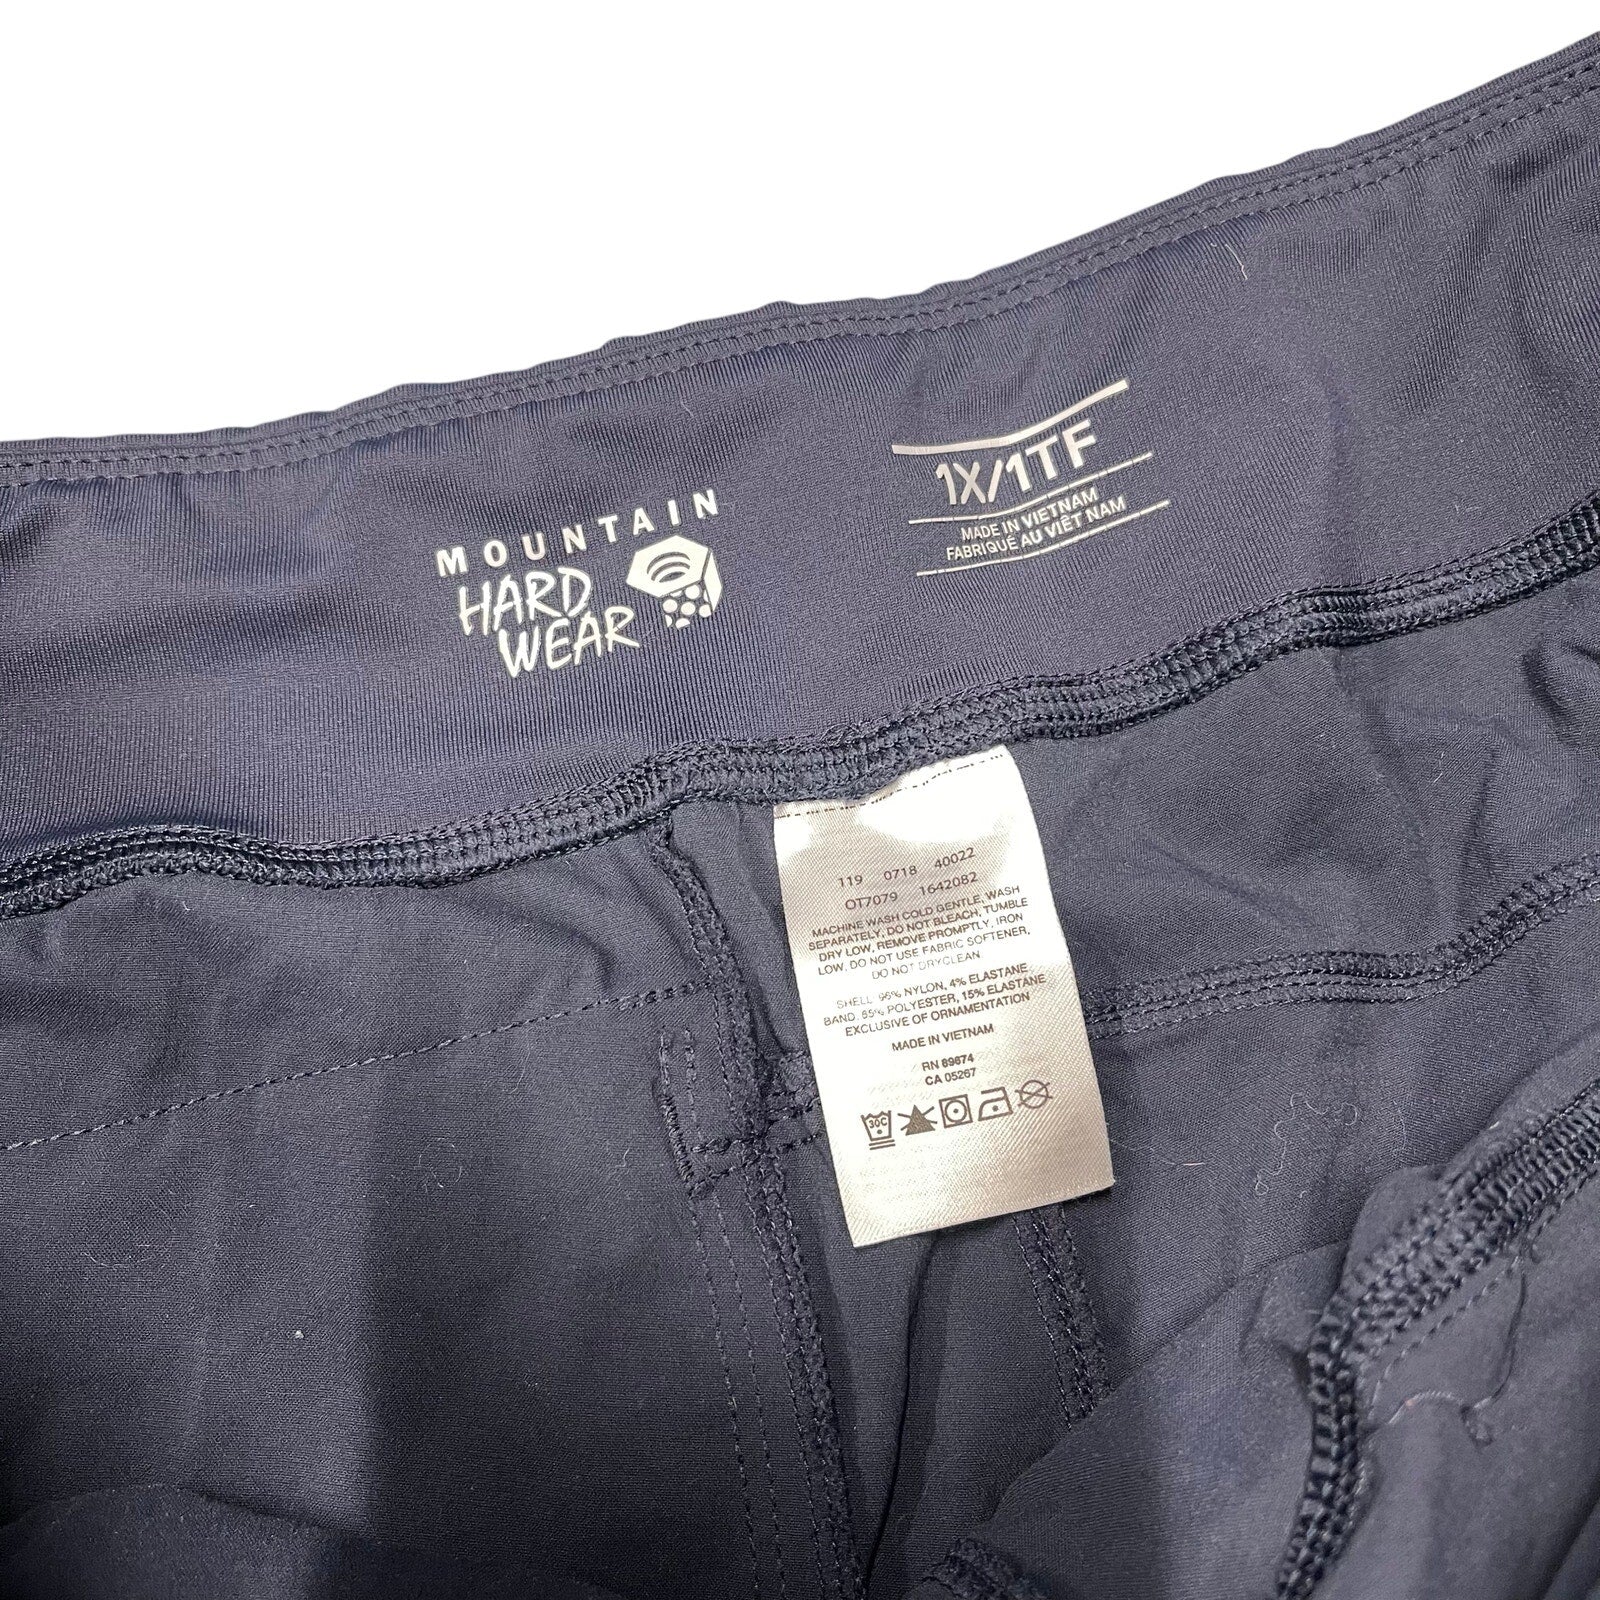 MOUNTAIN
HARD
WEAR
1X/1TF
MADE IN VIETNAM
FABRIQUÉ AU VIÊT NAM
119 0718 40022
OT7079 1642082
MACHINE WASH COLD GENTLE, WASH
SEPARATELY, DO NOT BLEACH, TUMBLE
DRY LOW, REMOVE PROMPTLY, IRON
LOW, DO NOT USE FABRIC SOFTENER,
DO NOT DRYCLEAN
SHELL 96% NYLON, 4% ELASTANE
BAND. 85% POLYESTER, 15% ELASTANE
EXCLUSIVE OF ORNAMENTATION
MADE IN VIETNAM
RN 89674
CA 05267
30C